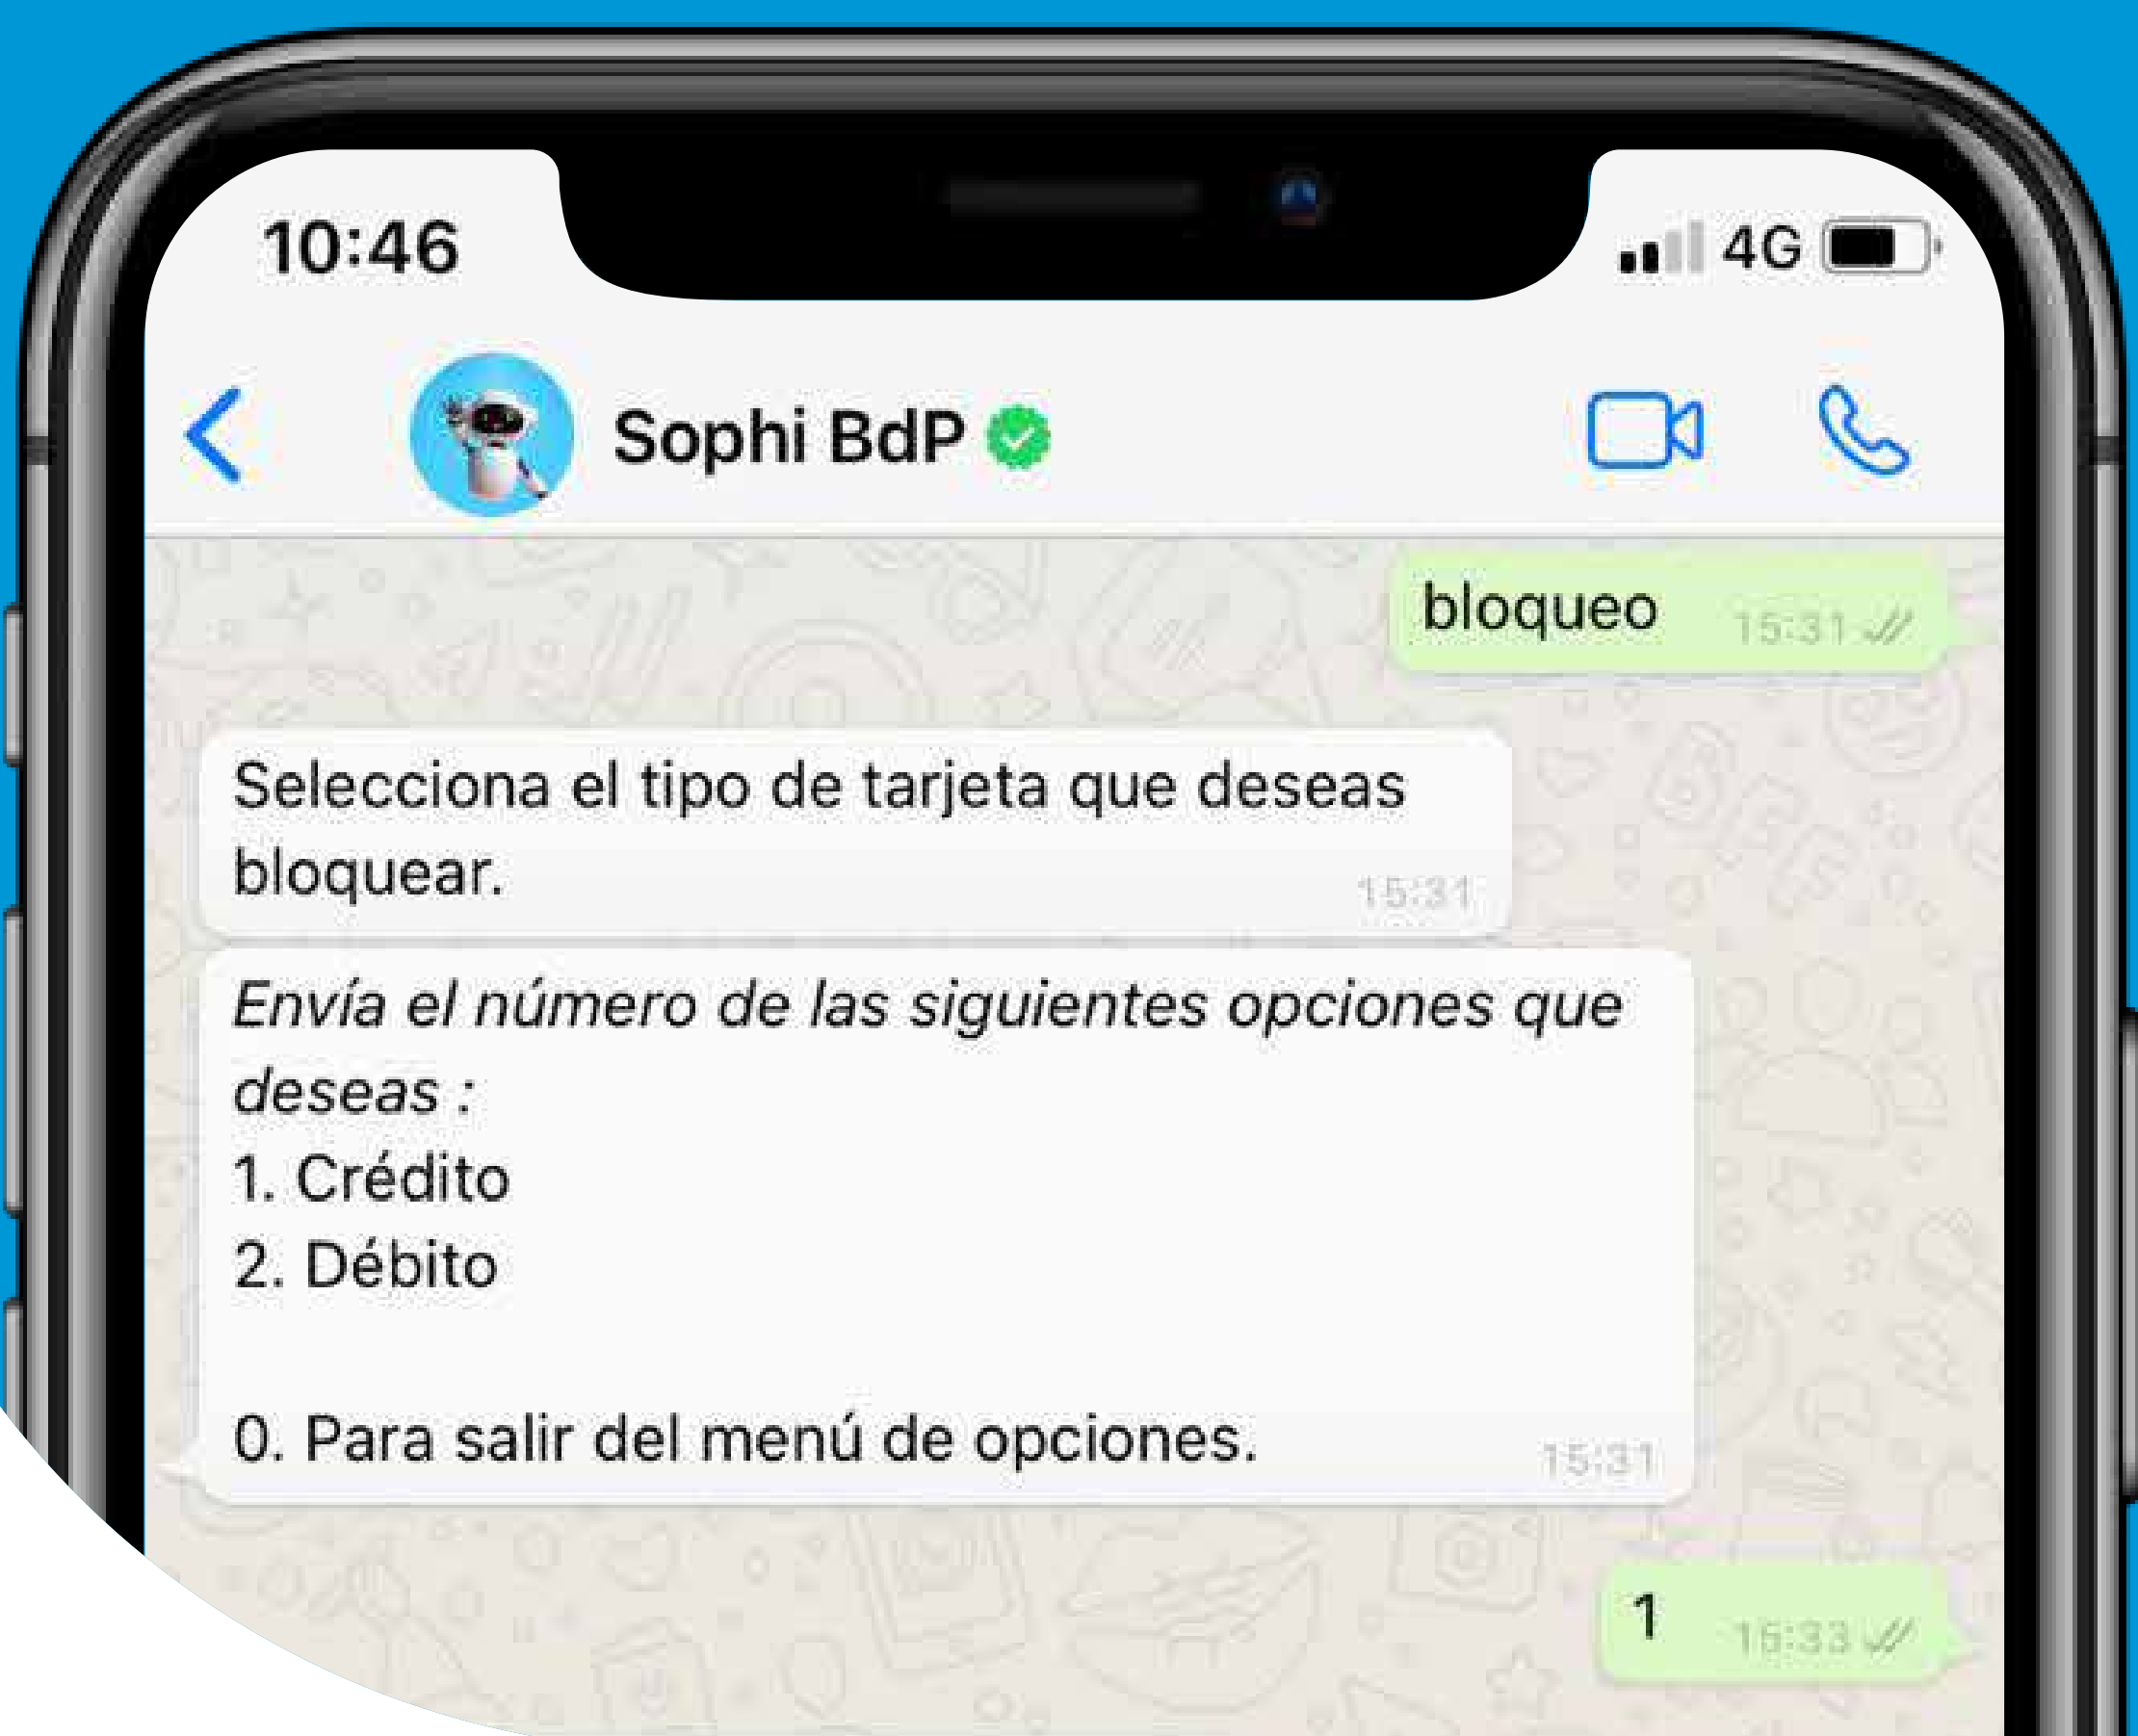 10:46
4G
Sophi BdP
bloqueo 15:31
Selecciona el tipo de tarjeta que deseas
bloquear. 15:31
Envía el número de las siguientes opciones que
deseas :
1. Crédito
2. Débito
0. Para salir del menú de opciones. 15:31
1 15:33